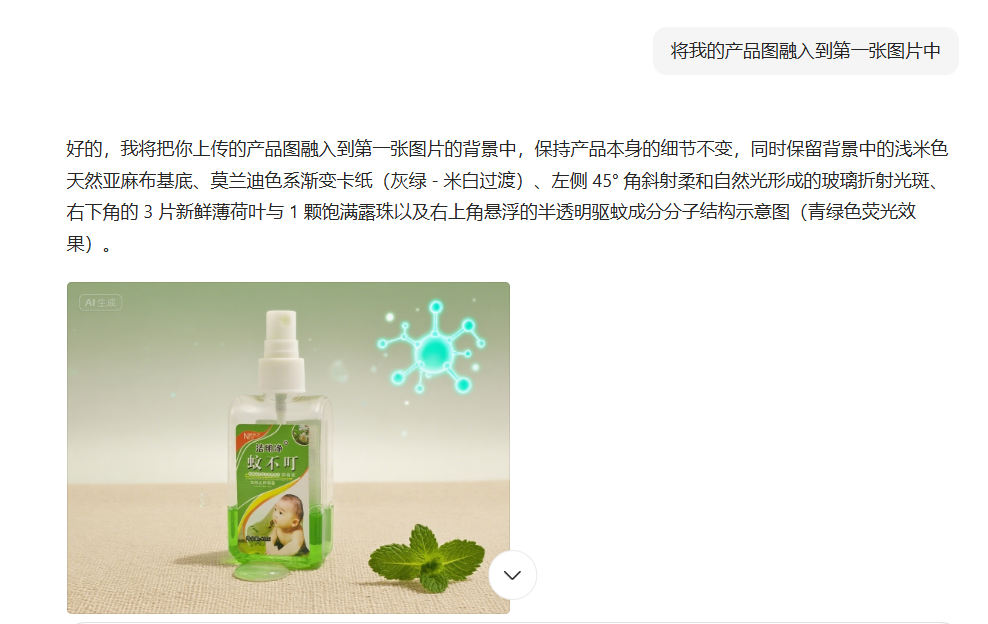 将我的产品图融入到第一张图片中
好的，我将把你上传的产品图融入到第一张图片的背景中，保持产品本身的细节不变，同时保留背景中的浅米色
天然亚麻布基底、莫兰迪色系渐变卡纸（灰绿 - 米白过渡）、左侧 45° 角斜射柔和自然光形成的玻璃折射光斑、
右下角的 3 片新鲜薄荷叶与 1 颗饱满露珠以及右上角悬浮的半透明驱蚊成分分子结构示意图（青绿色荧光效
果）。
AI生成
蚊不叮